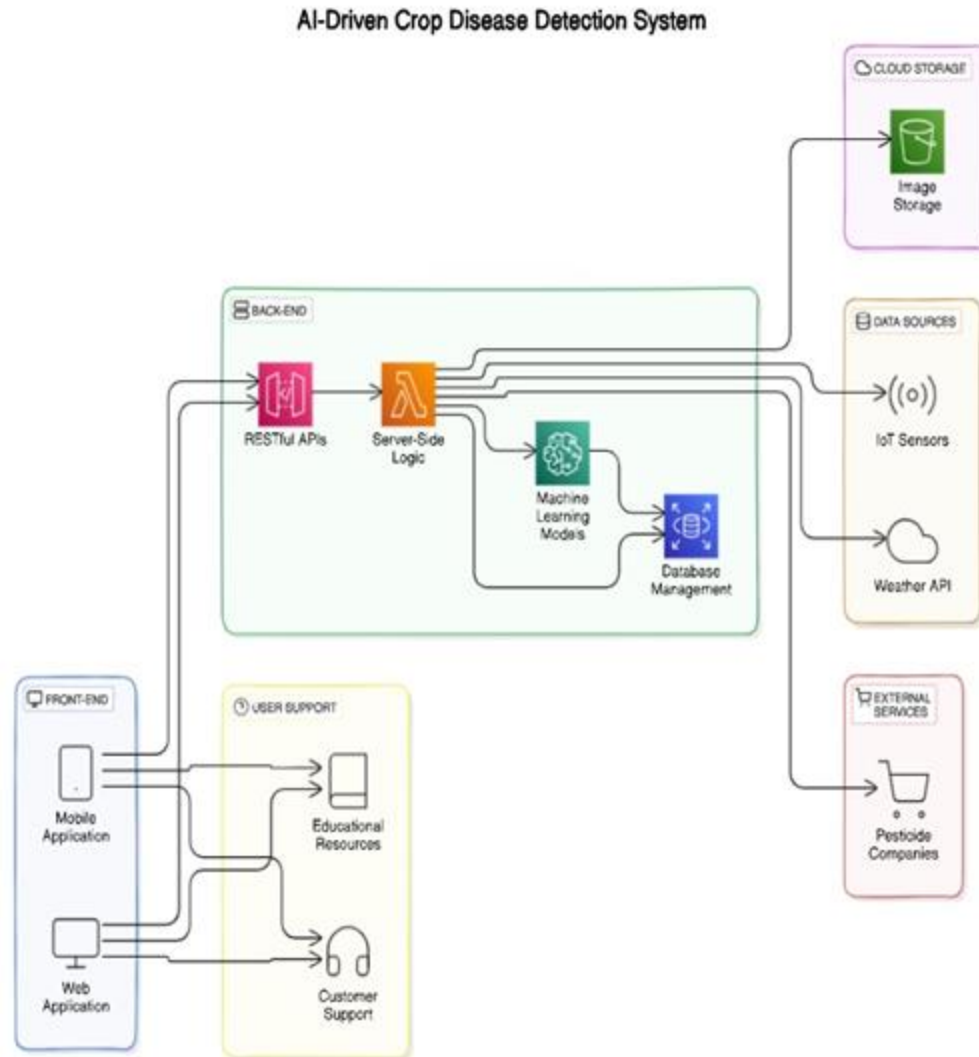 AI-Driven Crop Disease Detection System
CLOUD STORAGE
Image
Storage
BACK-END
RESTful APIs
Server-Side
Logic
Machine
Learning
Models
Database
Management
DATA SOURCES
IoT Sensors
Weather API
FRONT-END
Mobile
Application
Web
Application
USER SUPPORT
Educational
Resources
Customer
Support
EXTERNAL
SERVICES
Pesticide
Companies